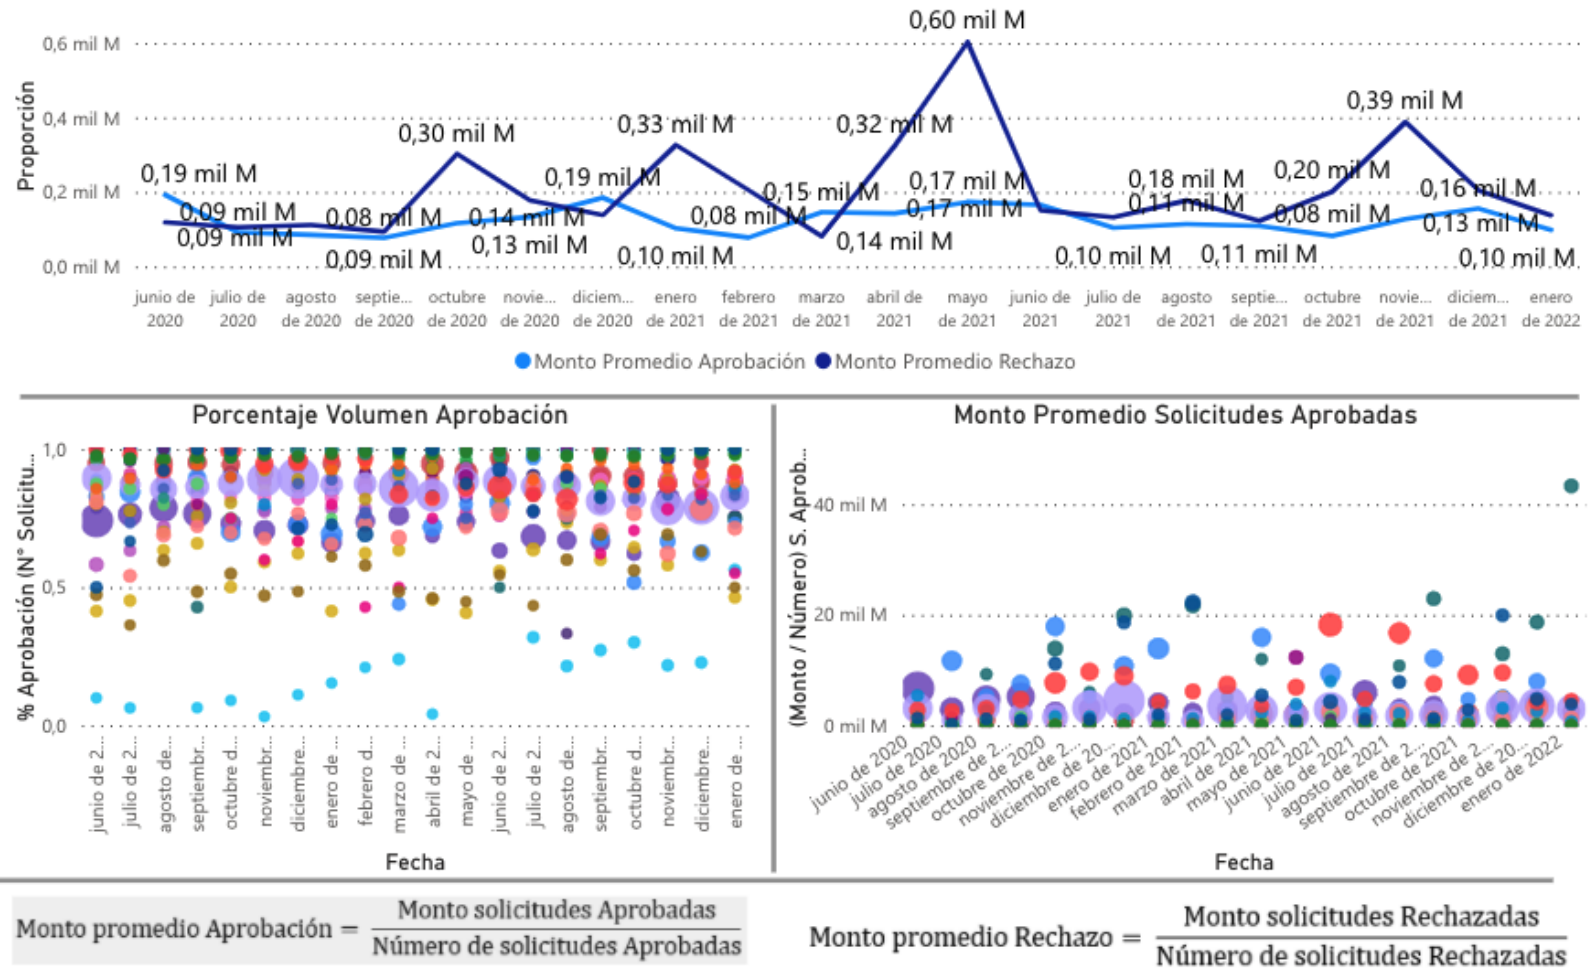 0,60 mil M
0,6 mil M
0,4 mil M
0,2 mil M
0,0 mil M
Proporción
0,19 mil M
0,09 mil M
0,09 mil M
0,08 mil M
0,09 mil M
0,30 mil M
0,14 mil M
0,13 mil M
0,19 mil M
0,33 mil M
0,10 mil M
0,08 mil M
0,15 mil M
0,32 mil M
0,14 mil M
0,17 mil M
0,17 mil M
0,10 mil M
0,18 mil M
0,11 mil M
0,11 mil M
0,20 mil M
0,08 mil M
0,39 mil M
0,16 mil M
0,13 mil M
0,10 mil M
junio de 2020
julio de 2020
agosto de 2020
septie... de 2020
octubre de 2020
novie... de 2020
diciem... de 2020
enero de 2021
febrero de 2021
marzo de 2021
abril de 2021
mayo de 2021
junio de 2021
julio de 2021
agosto de 2021
septie... de 2021
octubre de 2021
novie... de 2021
diciem... de 2021
enero de 2022
Monto Promedio Aprobación Monto Promedio Rechazo
Porcentaje Volumen Aprobación
% Aprobación (N° Solicitu...
1,0
0,5
0,0
junio de 2...
julio de 2...
agosto de...
septiembr...
octubre d...
noviembr...
diciembre...
enero de ...
febrero d...
marzo de ...
abril de 2...
mayo de ...
junio de 2...
julio de 2...
agosto de...
septiembr...
octubre d...
noviembr...
diciembre...
enero de ...
Fecha
Monto Promedio Solicitudes Aprobadas
(Monto / Número) S. Aprob...
40 mil M
20 mil M
0 mil M
junio de 2020
julio de 2020
agosto de 2020
septiembre de 2...
octubre de 2020
noviembre de 2...
diciembre de 20...
enero de 2021
febrero de 2021
marzo de 2021
abril de 2021
mayo de 2021
junio de 2021
julio de 2021
agosto de 2021
septiembre de 2...
octubre de 2021
noviembre de 2...
diciembre de 20...
enero de 2022
Fecha
Monto promedio Aprobación = Monto solicitudes Aprobadas
Número de solicitudes Aprobadas
Monto promedio Rechazo = Monto solicitudes Rechazadas
Número de solicitudes Rechazadas